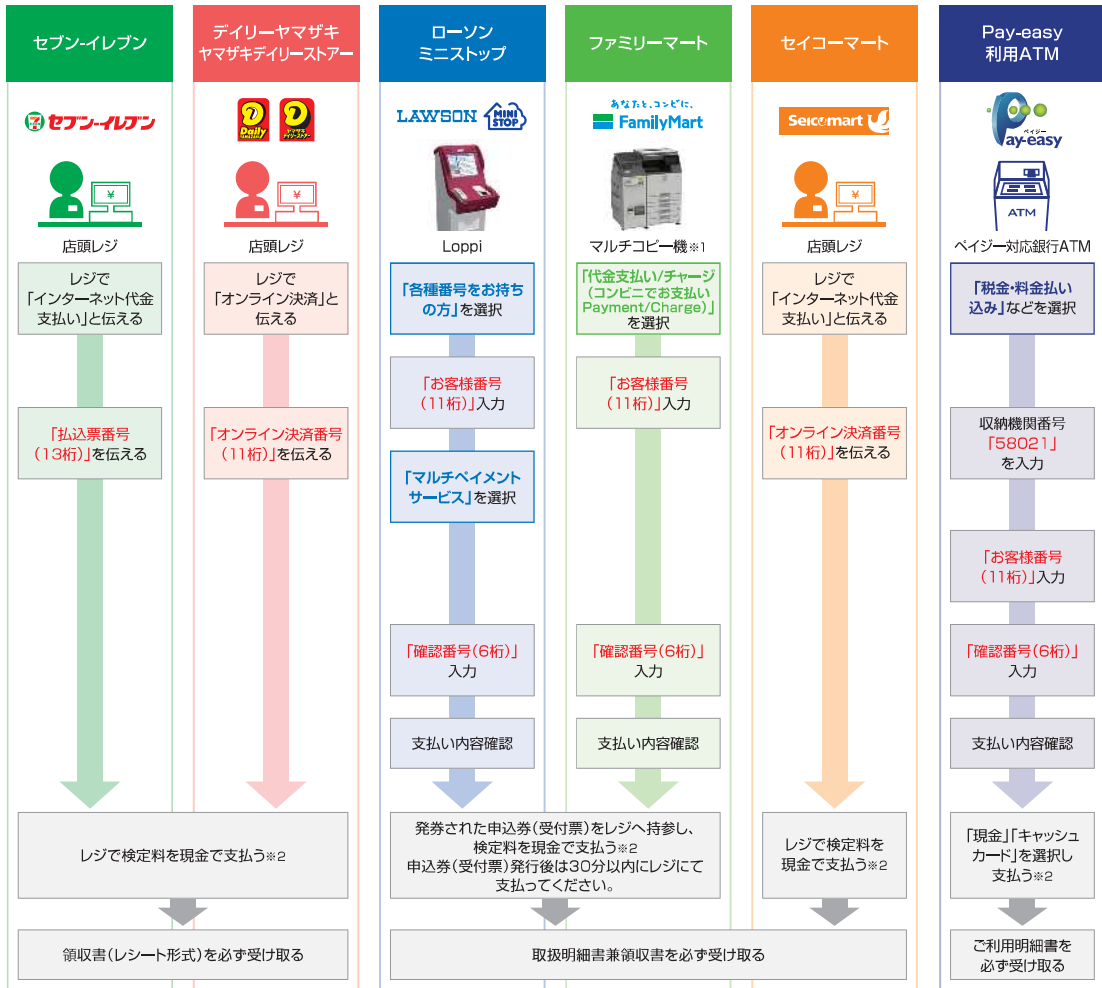 セブン-イレブン
デイリーヤマザキ
ヤマザキデイリーストアー
ローソン
ミニストップ
ファミリーマート
セイコーマート
Pay-easy
利用ATM
セブン-イレブン
Daily
YAMAZAKI
ヤマザキ
デイリーストアー
LAWSON
MINI
STOP
あなたと、コンビに、
FamilyMart
Seicomart
ペイジー
Pay-easy
¥
¥
¥
ATM
店頭レジ
店頭レジ
Loppi
マルチコピー機※1
店頭レジ
ペイジー対応銀行ATM
レジで
「インターネット代金
支払い」と伝える
レジで
「オンライン決済」と
伝える
「各種番号をお持ち
の方」を選択
「代金支払い/チャージ
(コンビニでお支払い
Payment/Charge)」
を選択
レジで
「インターネット代金
支払い」と伝える
「税金・料金払い
込み」などを選択
「お客様番号
(11桁)」入力
「お客様番号
(11桁)」入力
「払込票番号
(13桁)」を伝える
「オンライン決済番号
(11桁)」を伝える
「オンライン決済番号
(11桁)」を伝える
収納機関番号
「58021」
を入力
「マルチペイメント
サービス」を選択
「お客様番号
(11桁)」入力
「確認番号(6桁)」
入力
「確認番号(6桁)」
入力
「確認番号(6桁)」
入力
支払い内容確認
支払い内容確認
支払い内容確認
レジで検定料を現金で支払う※2
発券された申込券(受付票)をレジへ持参し、
検定料を現金で支払う※2
申込券(受付票)発行後は30分以内にレジにて
支払ってください。
レジで検定料を
現金で支払う※2
「現金」「キャッシュ
カード」を選択し
支払う※2
領収書(レシート形式)を必ず受け取る
取扱明細書兼領収書を必ず受け取る
ご利用明細書を
必ず受け取る